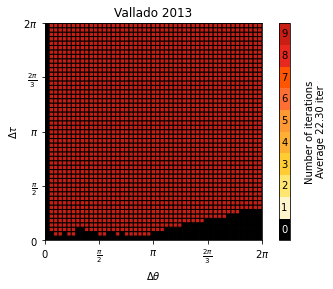 Vallado 2013
2π
2π/3
π
π/2
0
Δτ
0
π/2
π
2π/3
2π
Δθ
9
8
7
6
5
4
3
2
1
0
Number of iterations
Average 22.30 iter